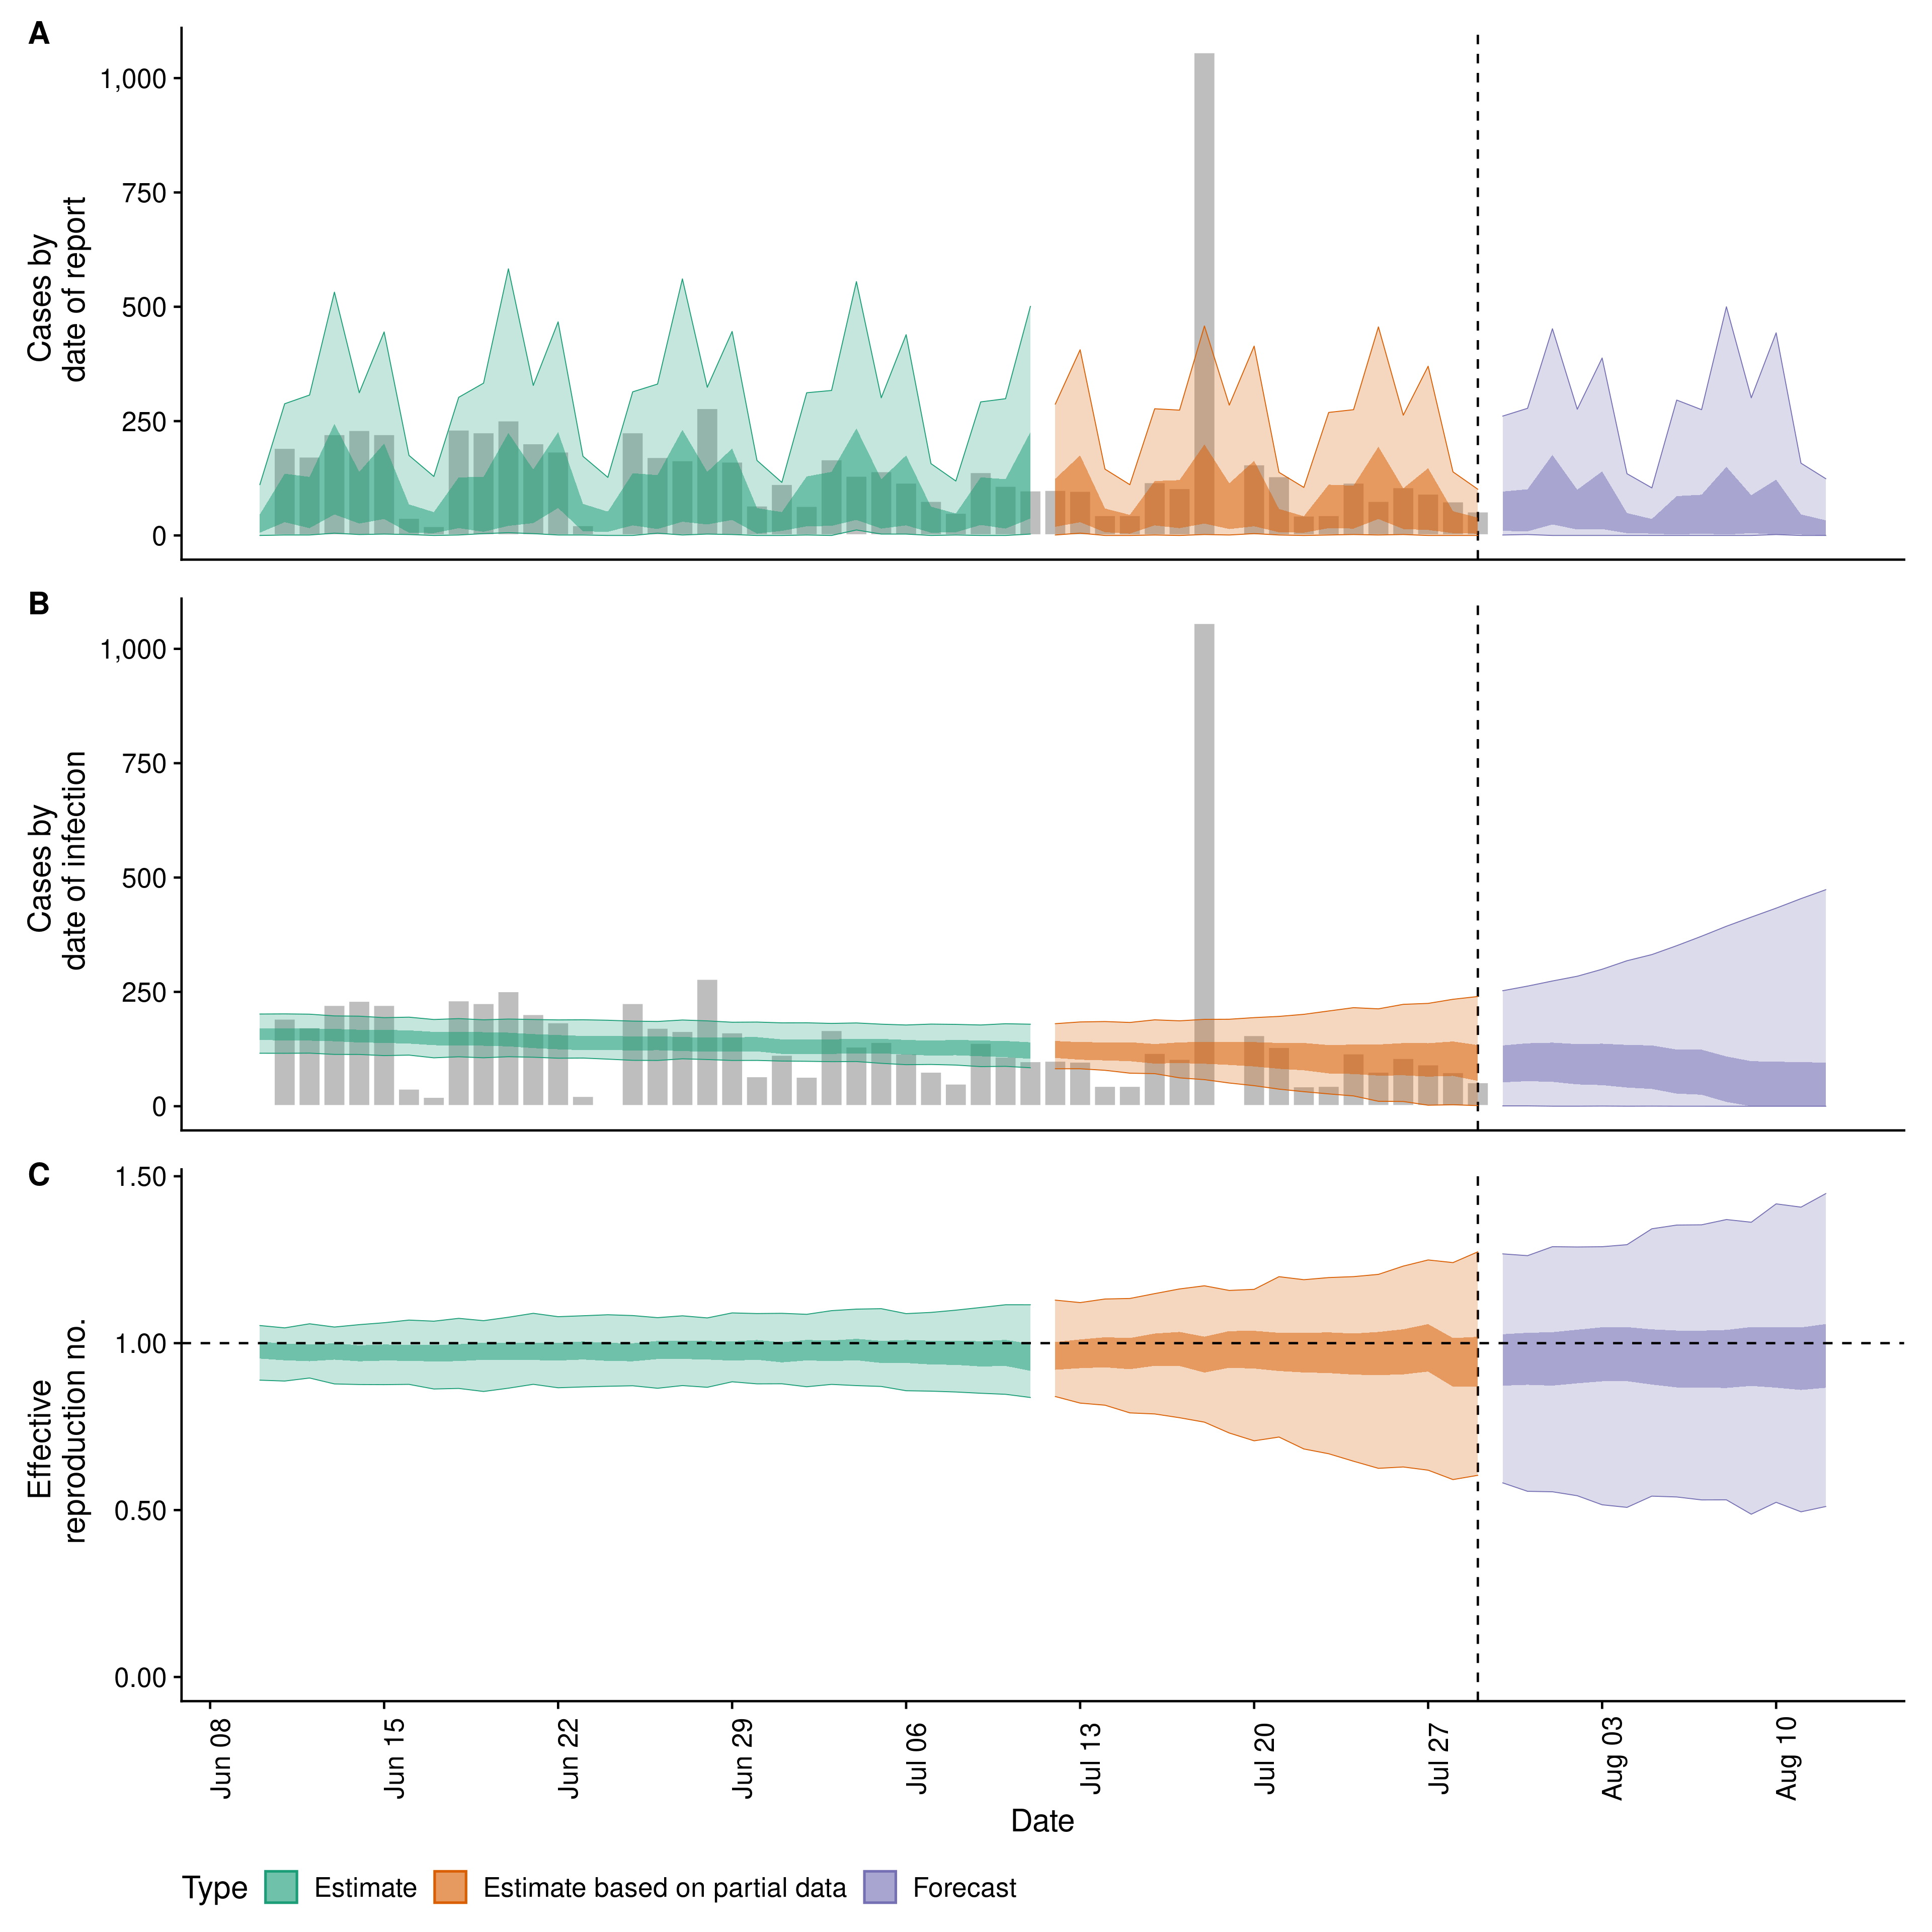 A
1,000
750
500
250
0
Cases by
date of report
B
1,000
750
500
250
0
Cases by
date of infection
C
1.50
1.00
0.50
0.00
Effective
reproduction no.
Jun 08
Jun 15
Jun 22
Jun 29
Jul 06
Jul 13
Jul 20
Jul 27
Aug 03
Aug 10
Date
Type Estimate Estimate based on partial data Forecast